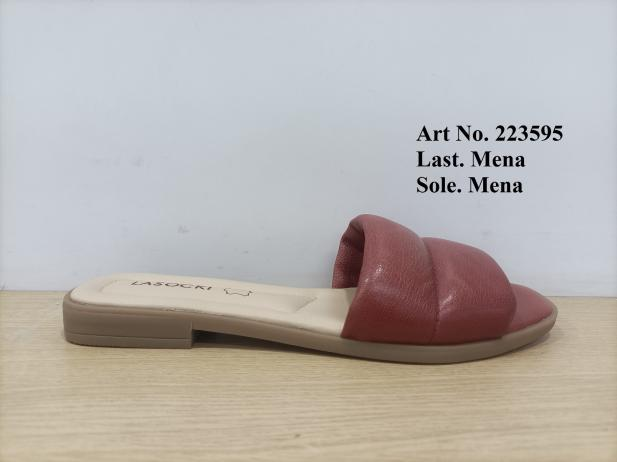 Art No. 223595
Last. Mena
Sole. Mena
LASOCKI